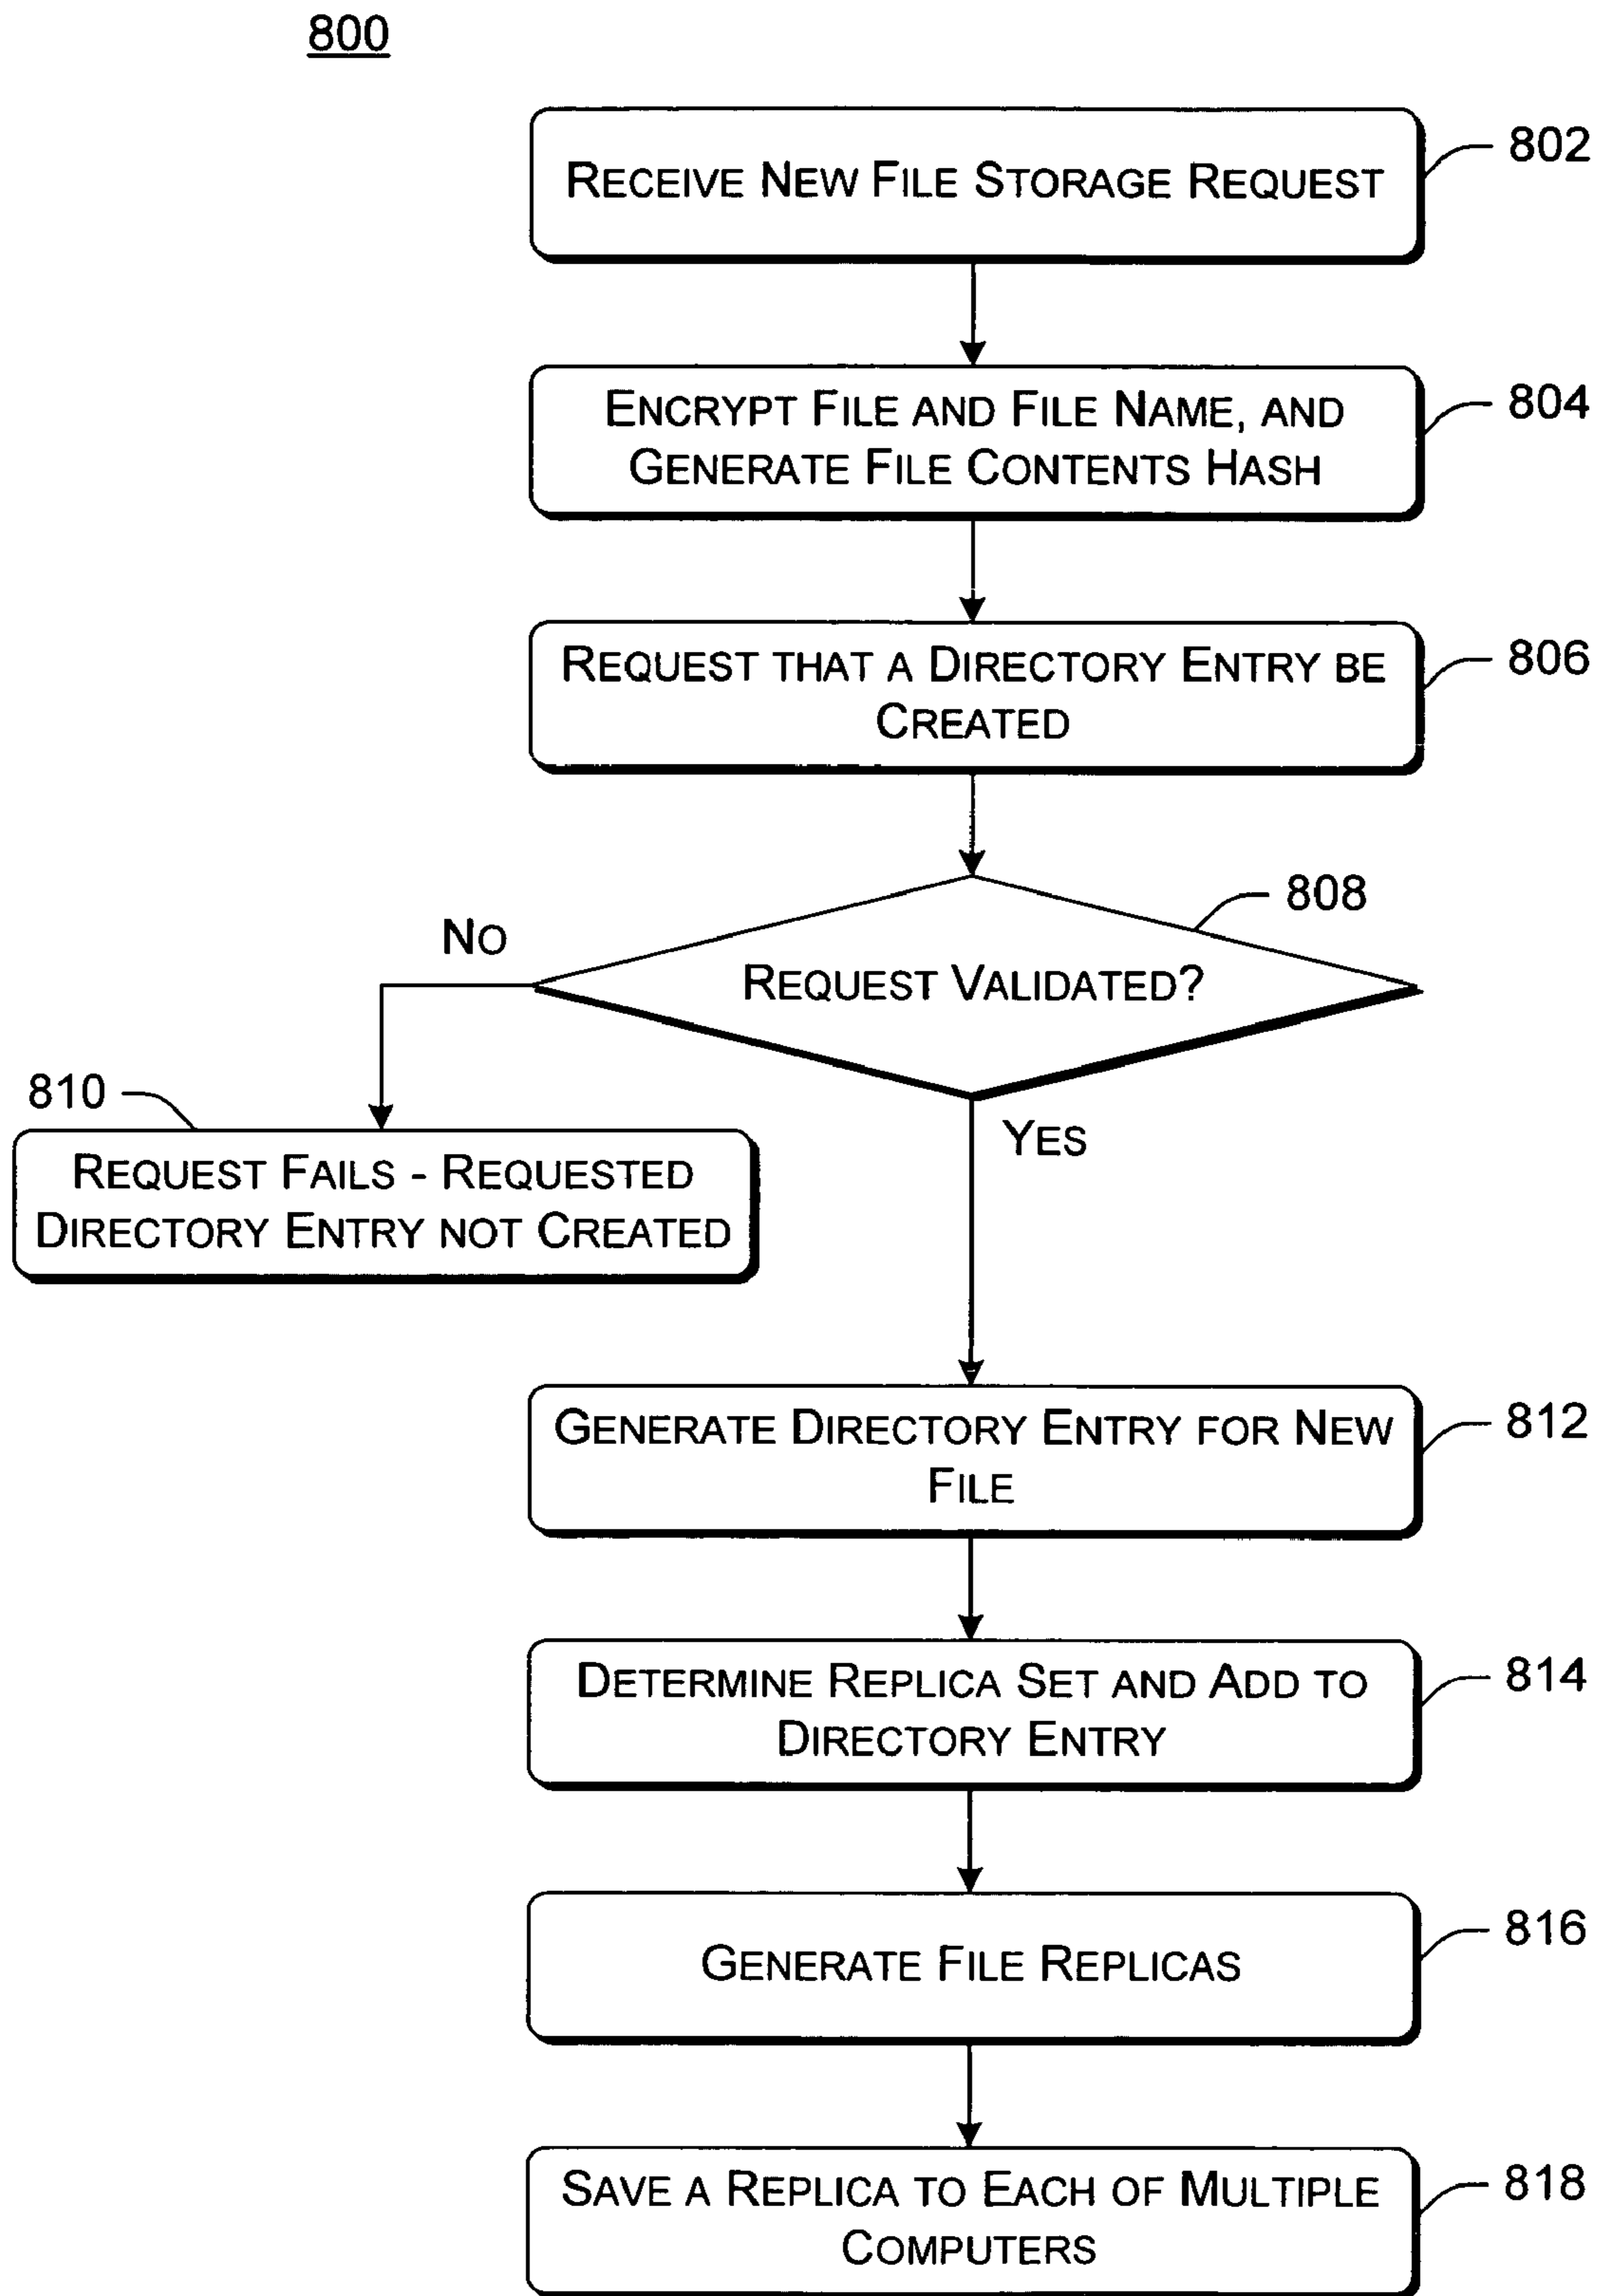 800
RECEIVE NEW FILE STORAGE REQUEST
802
ENCRYPT FILE AND FILE NAME, AND
GENERATE FILE CONTENTS HASH
804
REQUEST THAT A DIRECTORY ENTRY BE
CREATED
806
REQUEST VALIDATED?
808
NO
YES
810
REQUEST FAILS - REQUESTED
DIRECTORY ENTRY NOT CREATED
GENERATE DIRECTORY ENTRY FOR NEW
FILE
812
DETERMINE REPLICA SET AND ADD TO
DIRECTORY ENTRY
814
GENERATE FILE REPLICAS
816
SAVE A REPLICA TO EACH OF MULTIPLE
COMPUTERS
818